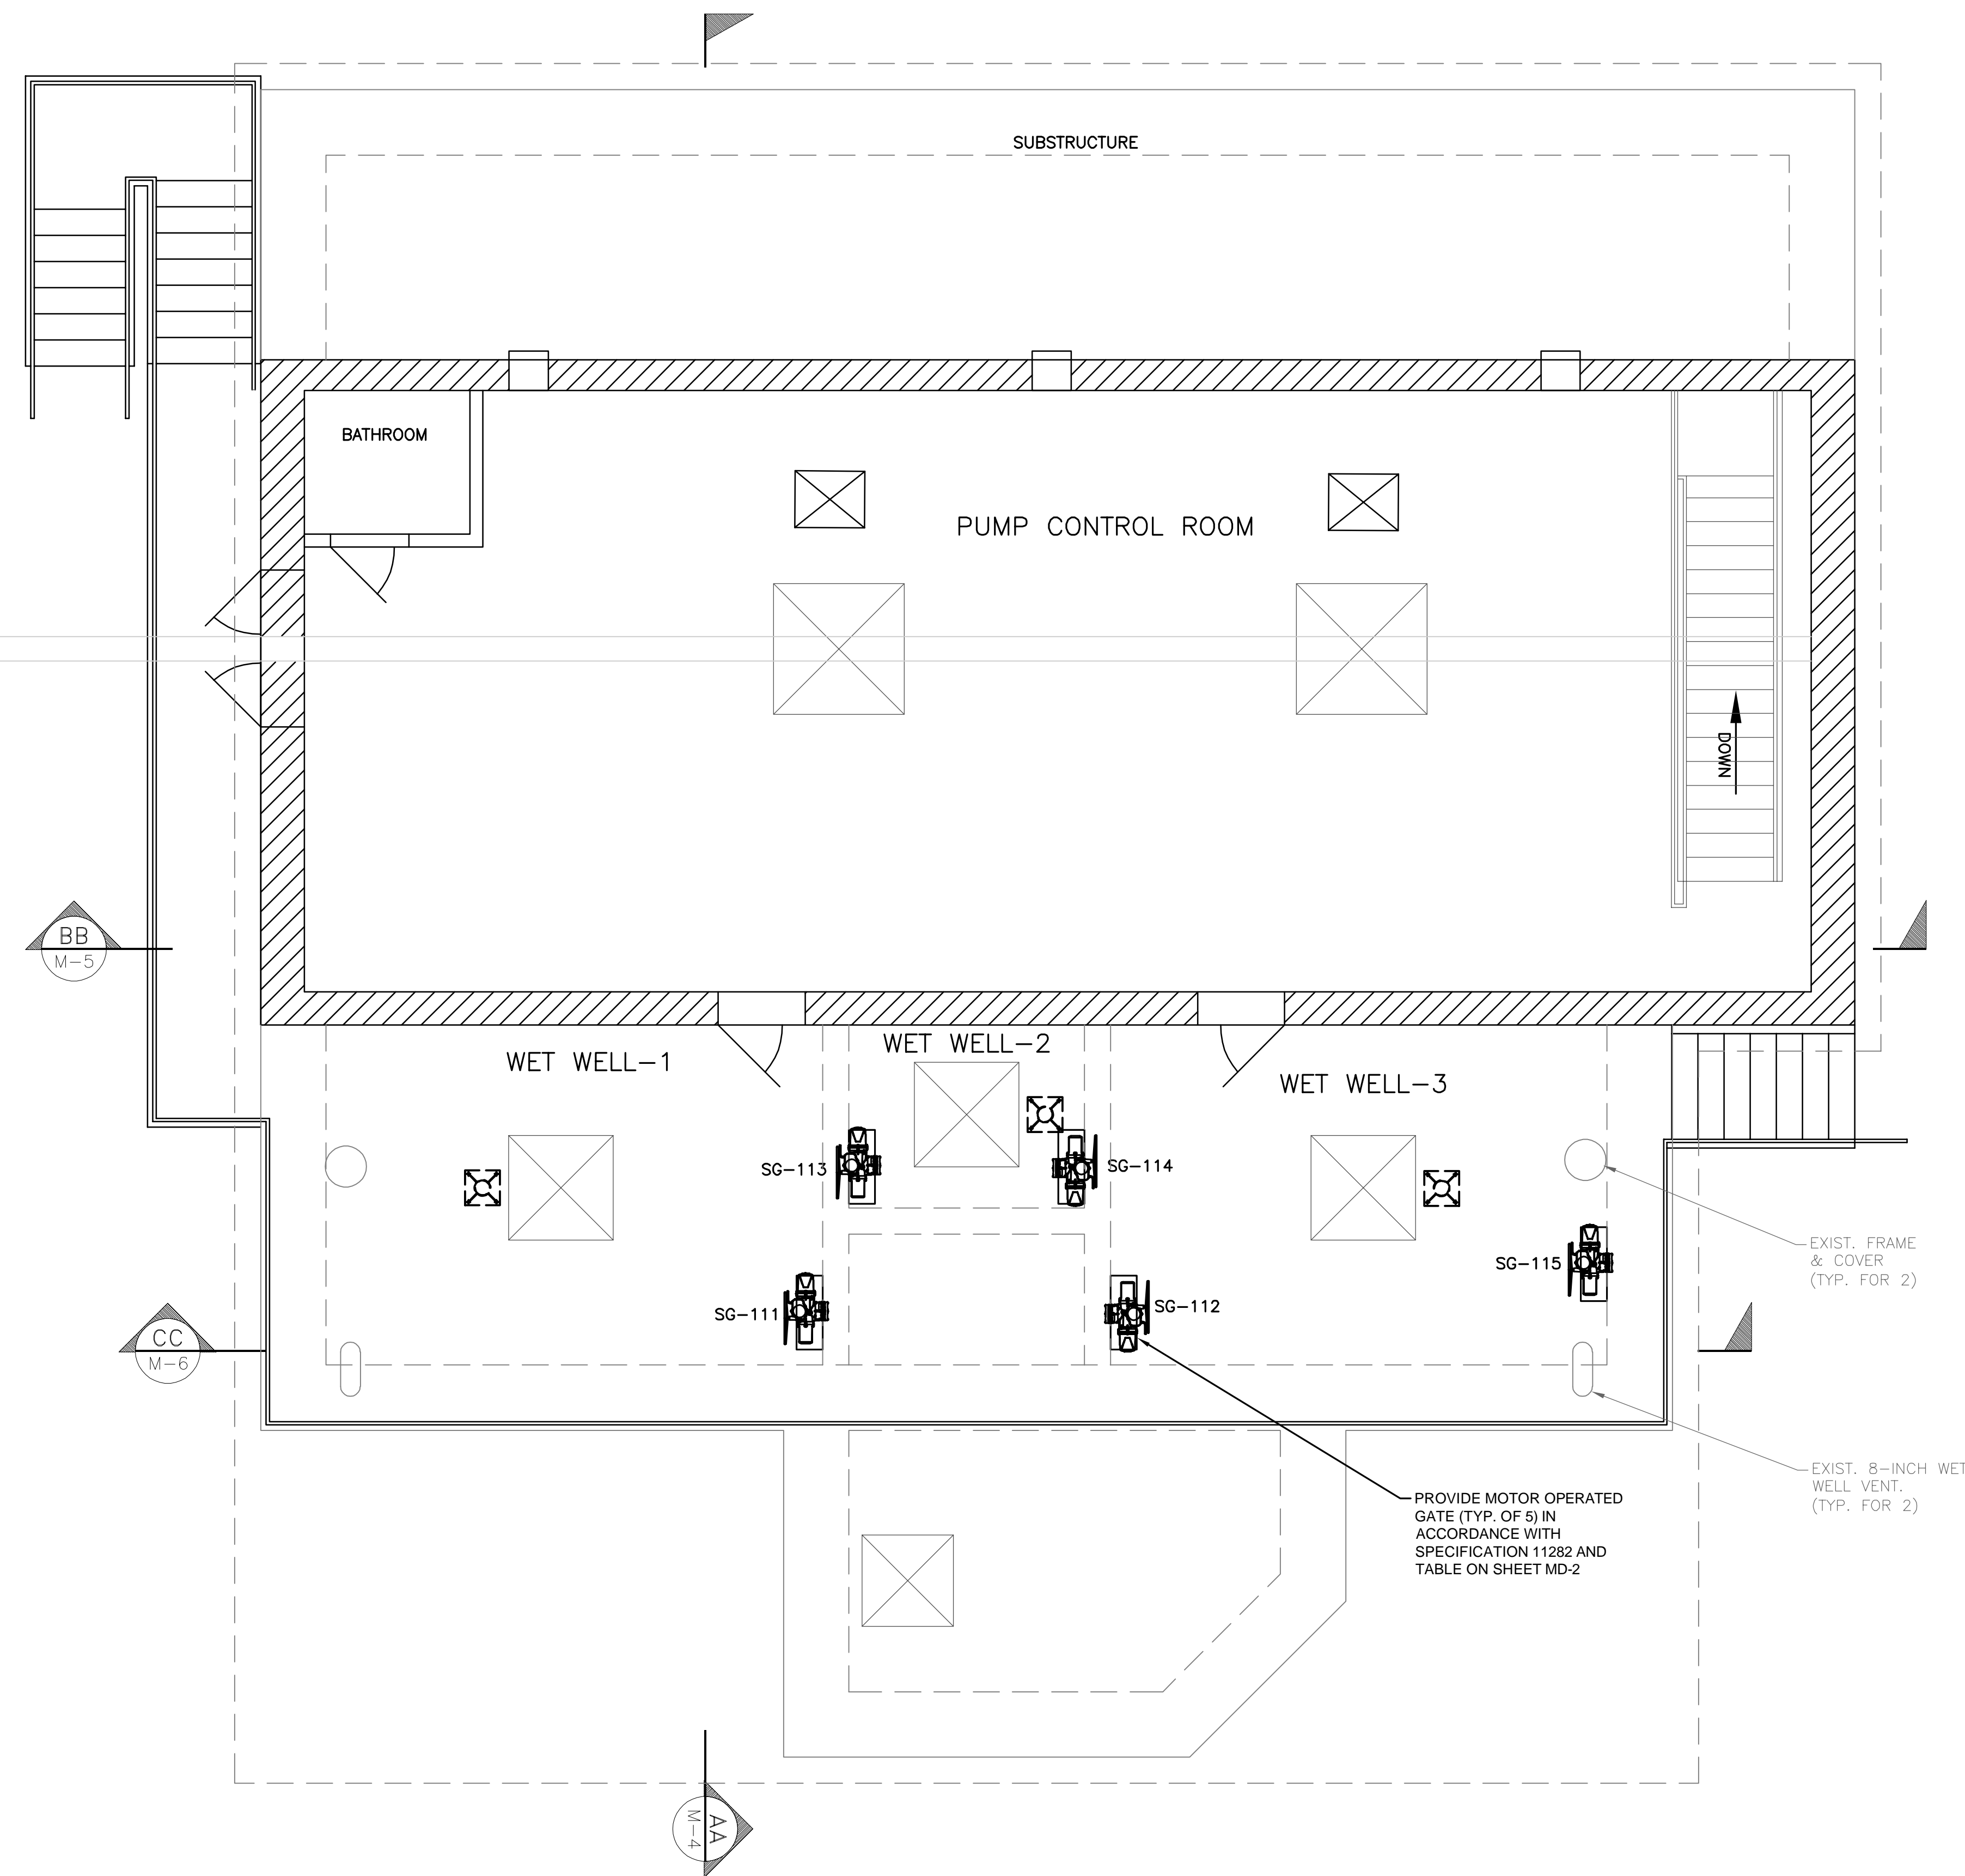 SUBSTRUCTURE
BATHROOM
PUMP CONTROL ROOM
DOWN
BB
M-5
WET WELL-1
WET WELL-2
WET WELL-3
SG-113
SG-114
SG-115
SG-111
SG-112
EXIST. FRAME
& COVER
(TYP. FOR 2)
CC
M-6
EXIST. 8-INCH WET
WELL VENT.
(TYP. FOR 2)
PROVIDE MOTOR OPERATED
GATE (TYP. OF 5) IN
ACCORDANCE WITH
SPECIFICATION 11282 AND
TABLE ON SHEET MD-2
AA
M-4